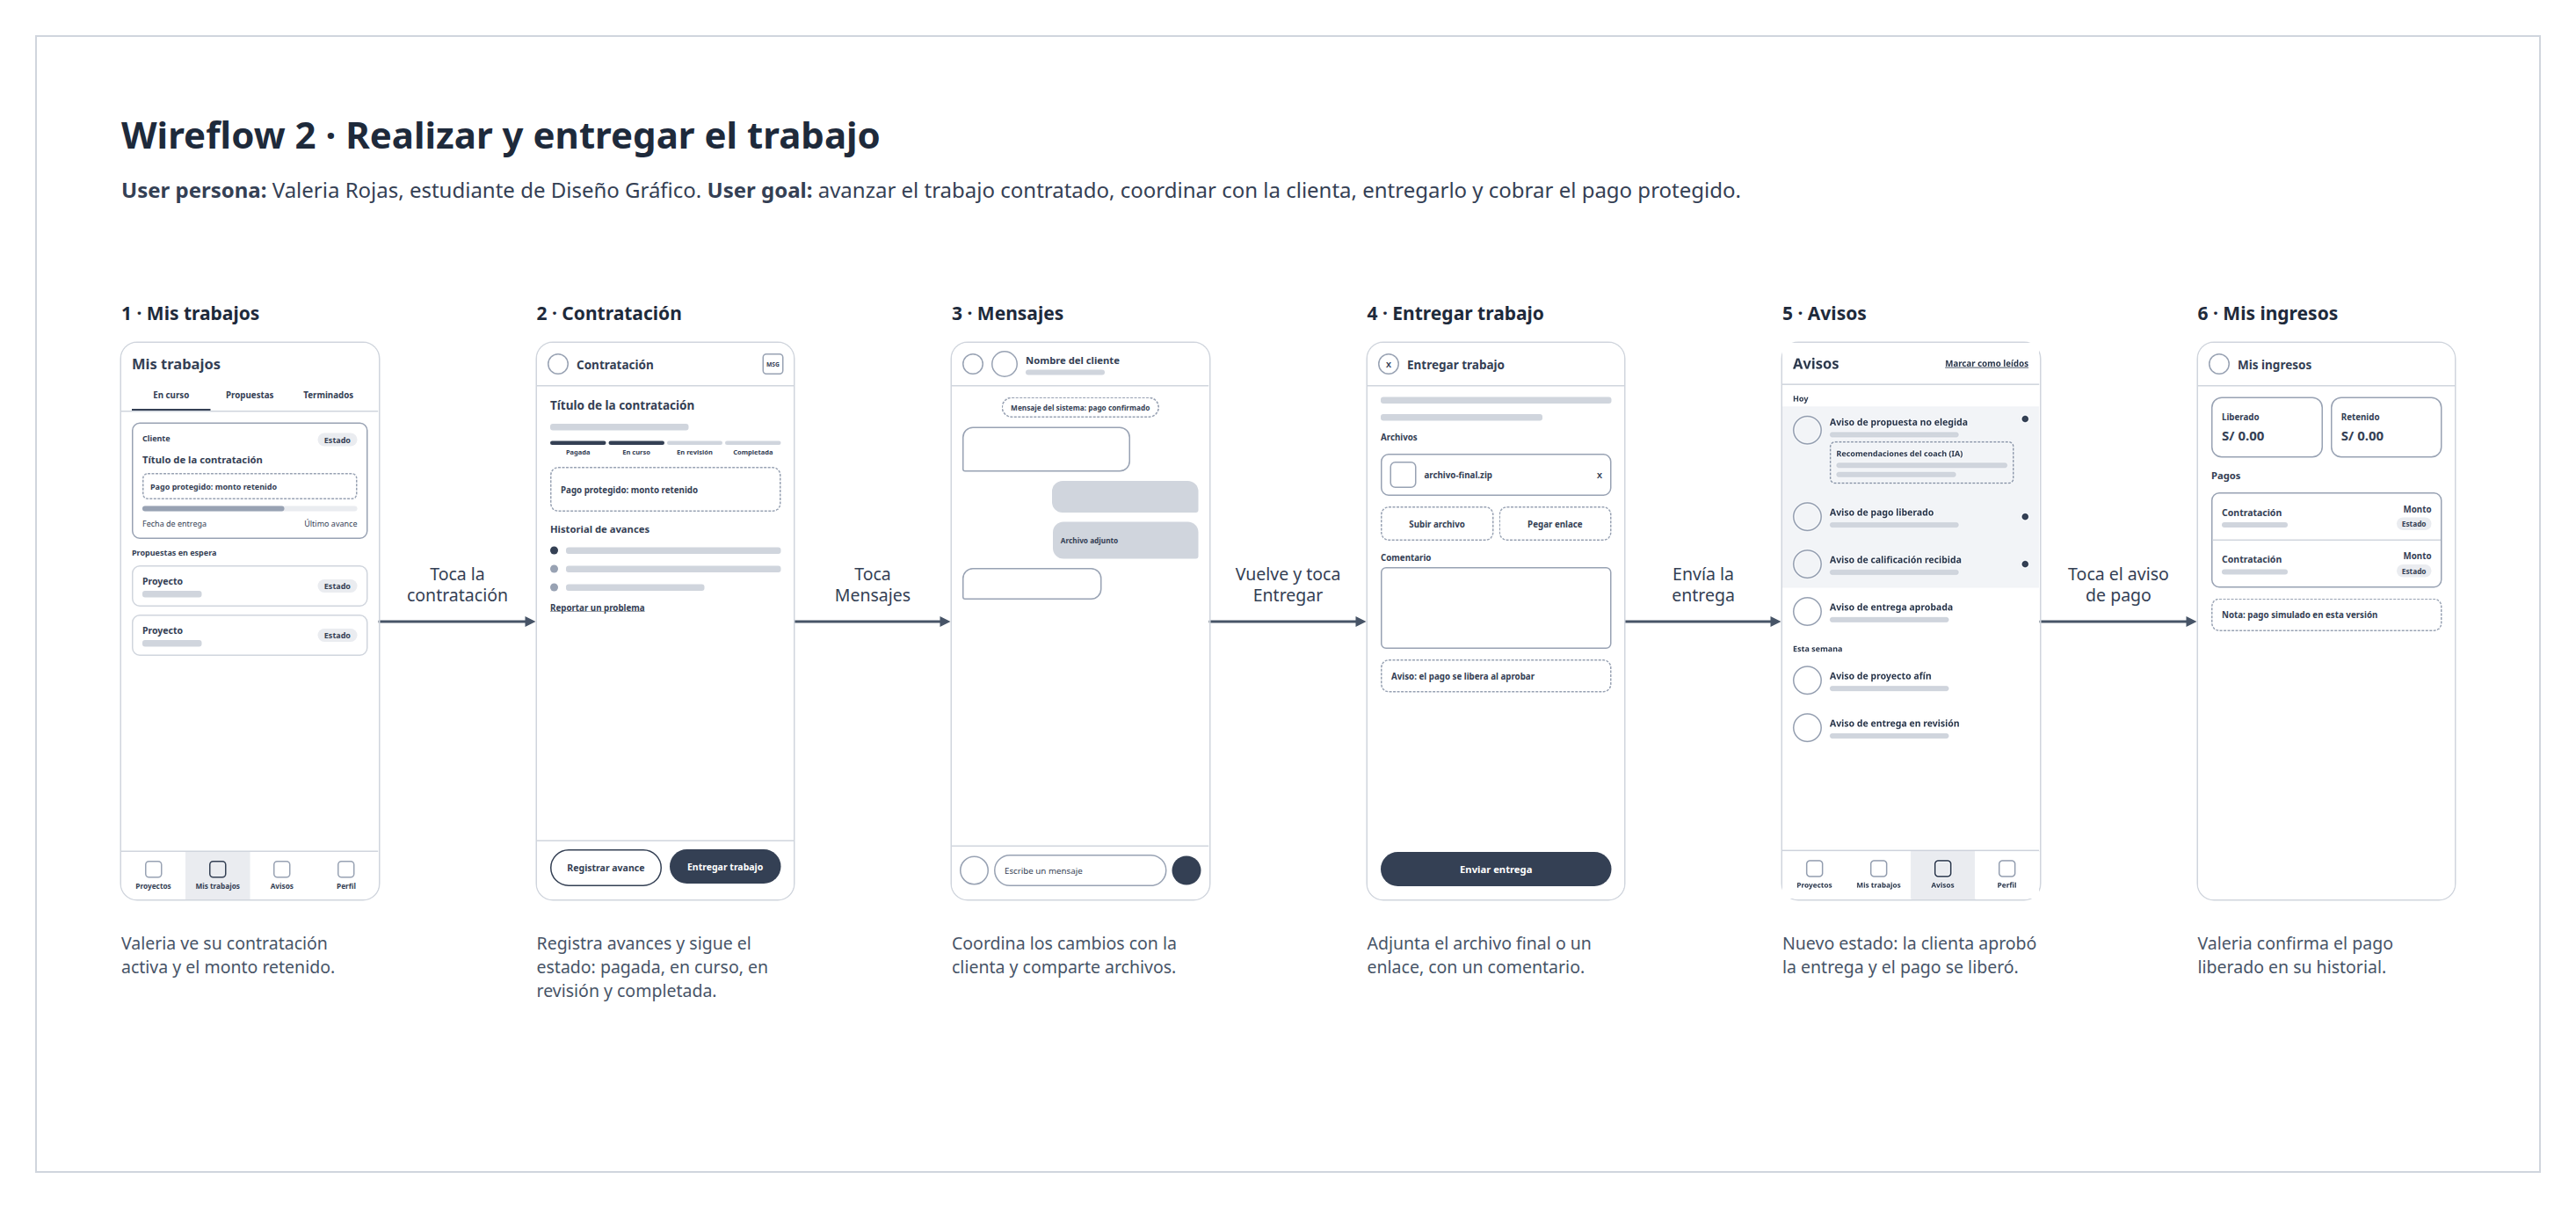 Wireflow 2 · Realizar y entregar el trabajo
User persona: Valeria Rojas, estudiante de Diseño Gráfico. User goal: avanzar el trabajo contratado, coordinar con la clienta, entregarlo y cobrar el pago protegido.
1 · Mis trabajos
Mis trabajos
En curso Propuestas Terminados
Cliente Estado
Título de la contratación
Pago protegido: monto retenido
Fecha de entrega Último avance
Propuestas en espera
Proyecto Estado
Proyecto Estado
Proyectos Mis trabajos Avisos Perfil
Valeria ve su contratación
activa y el monto retenido.
Toca la
contratación
2 · Contratación
Contratación MSG
Título de la contratación
Pagada En curso En revisión Completada
Pago protegido: monto retenido
Historial de avances
Reportar un problema
Registrar avance Entregar trabajo
Registra avances y sigue el
estado: pagada, en curso, en
revisión y completada.
Toca
Mensajes
3 · Mensajes
Nombre del cliente
Mensaje del sistema: pago confirmado
Archivo adjunto
Escribe un mensaje
Coordina los cambios con la
clienta y comparte archivos.
Vuelve y toca
Entregar
4 · Entregar trabajo
x Entregar trabajo
Archivos
archivo-final.zip x
Subir archivo Pegar enlace
Comentario
Aviso: el pago se libera al aprobar
Enviar entrega
Adjunta el archivo final o un
enlace, con un comentario.
Envía la
entrega
5 · Avisos
Avisos Marcar como leídos
Hoy
Aviso de propuesta no elegida
Recomendaciones del coach (IA)
Aviso de pago liberado
Aviso de calificación recibida
Aviso de entrega aprobada
Esta semana
Aviso de proyecto afín
Aviso de entrega en revisión
Proyectos Mis trabajos Avisos Perfil
Nuevo estado: la clienta aprobó
la entrega y el pago se liberó.
Toca el aviso
de pago
6 · Mis ingresos
Mis ingresos
Liberado Retenido
S/ 0.00 S/ 0.00
Pagos
Contratación Monto
Estado
Contratación Monto
Estado
Nota: pago simulado en esta versión
Valeria confirma el pago
liberado en su historial.